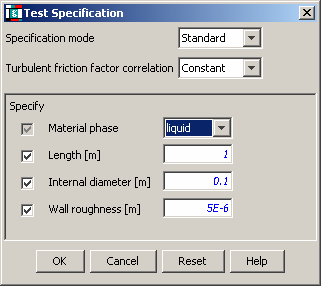 Test Specification
Specification mode Standard
Turbulent friction factor correlation Constant
Specify
Material phase liquid
Length [m] 1
Internal diameter [m] 0.1
Wall roughness [m] 5E-6
OK Cancel Reset Help